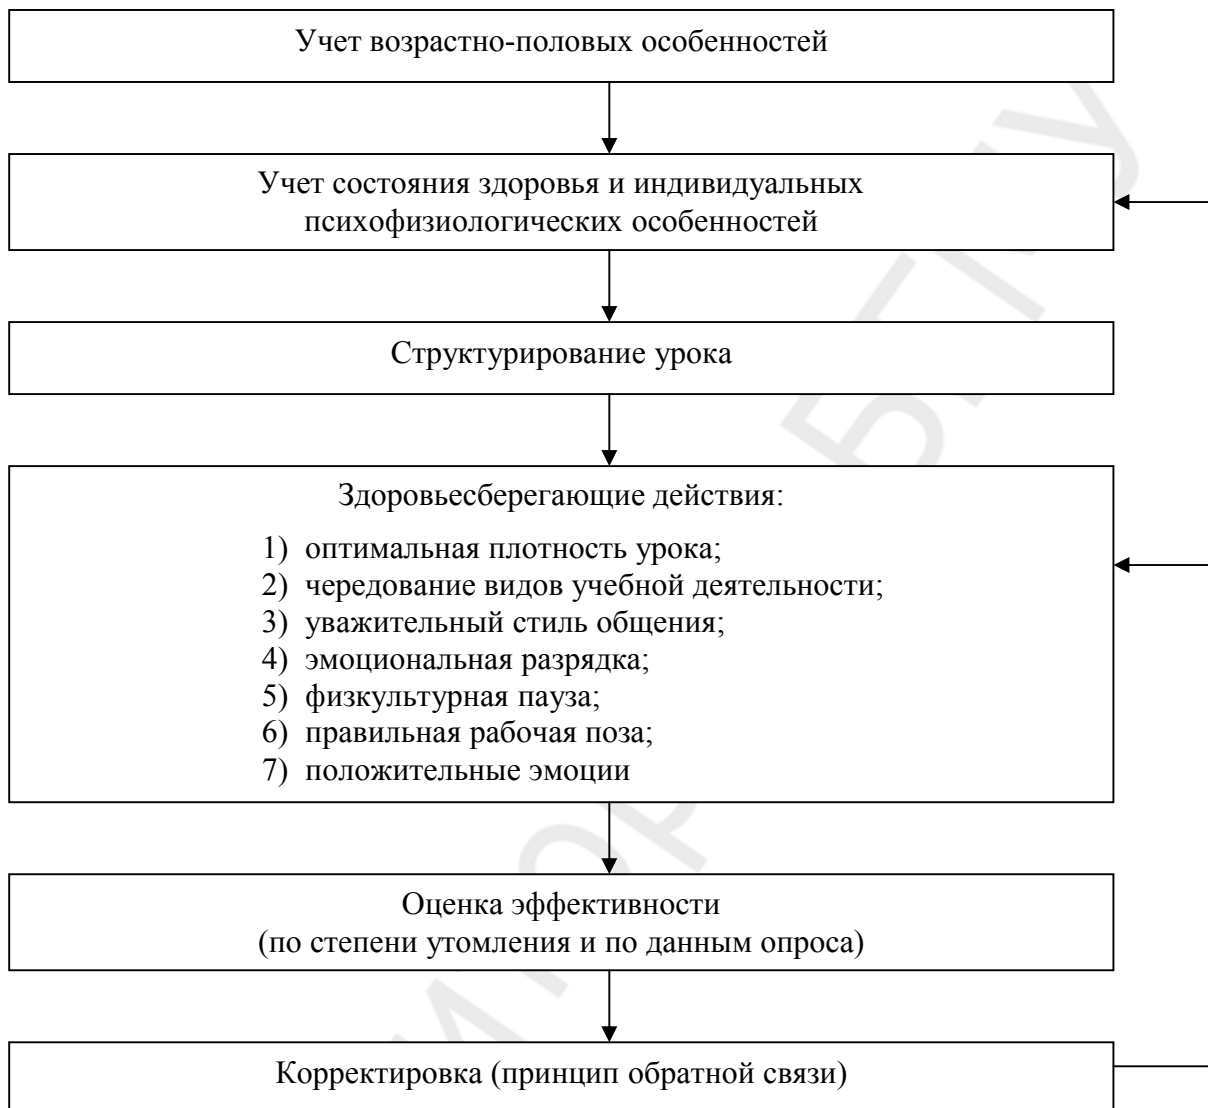 Учет возрастно-половых особенностей
Учет состояния здоровья и индивидуальных
психофизиологических особенностей
Структурирование урока
Здоровьесберегающие действия:
1) оптимальная плотность урока;
2) чередование видов учебной деятельности;
3) уважительный стиль общения;
4) эмоциональная разрядка;
5) физкультурная пауза;
6) правильная рабочая поза;
7) положительные эмоции
Оценка эффективности
(по степени утомления и по данным опроса)
Корректировка (принцип обратной связи)